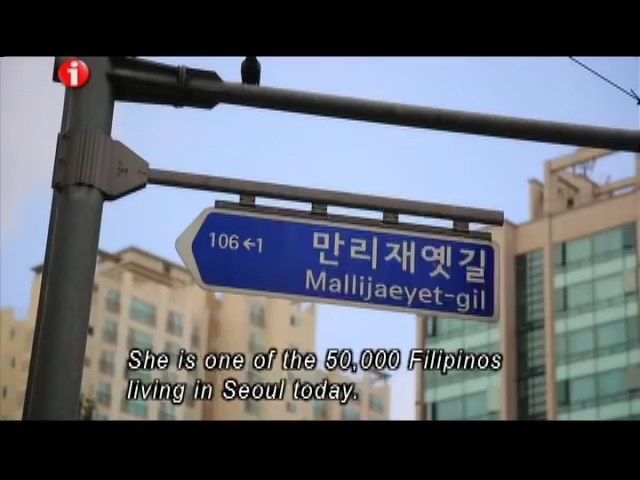 i
106←1
만리재옛길
Mallijaeyet-gil
She is one of the 50,000 Filipinos
living in Seoul today.